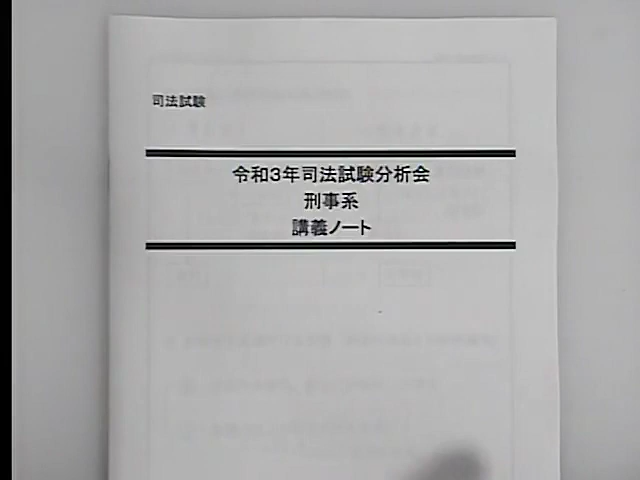 司法試験
令和3年司法試験分析会
刑事系
講義ノート